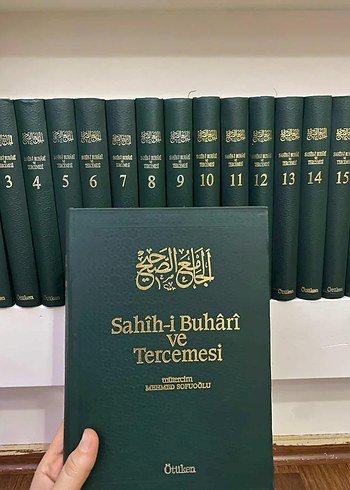 3 4 5 6 7 8 9 10 11 12 13 14 15
الجامع الصحيح
Sahîh-i Buhârî
ve
Tercemesi
mütercim
MEHMED SOFUOĞLU
Ötüken